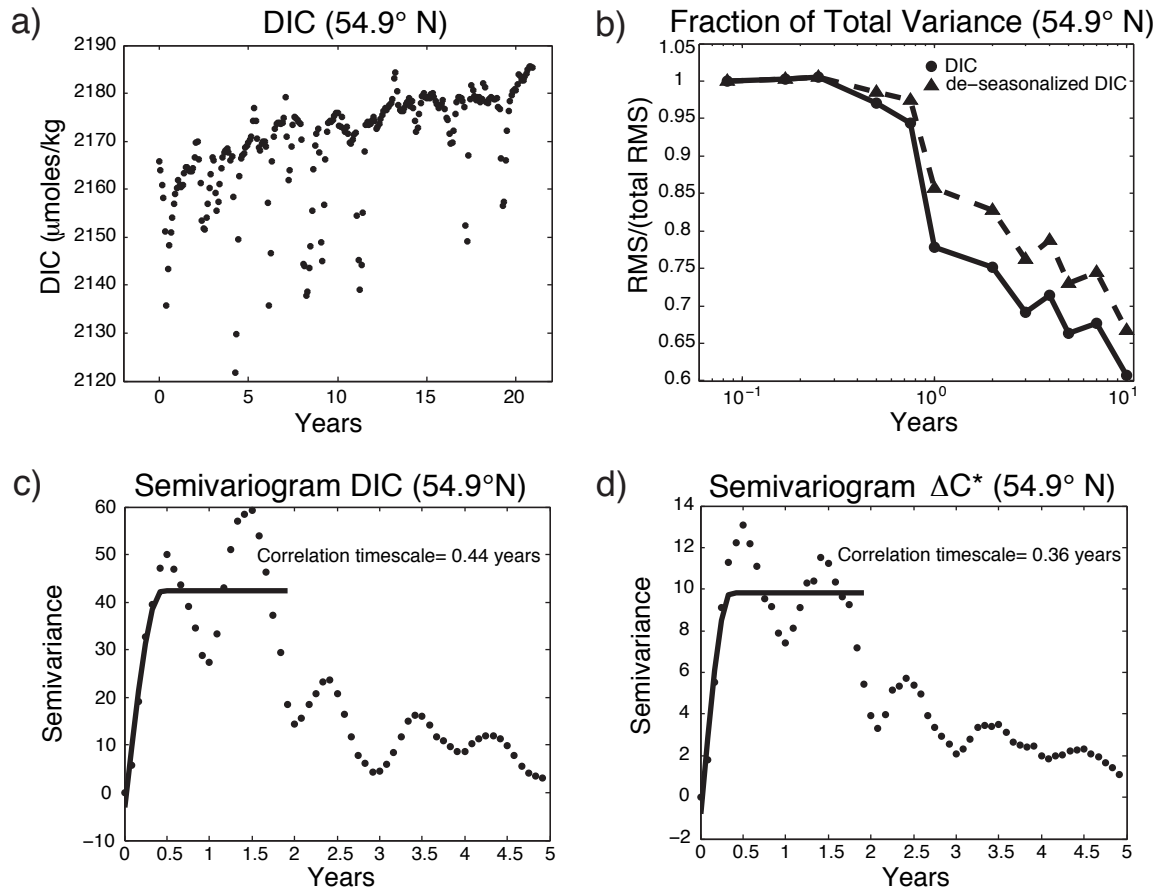 a)
DIC (54.9° N)
2190
2180
2170
2160
2150
2140
2130
2120
DIC (μmoles/kg
0 5 10 15 20
Years
b)
Fraction of Total Variance (54.9° N)
1.05
1
0.95
0.9
0.85
0.8
0.75
0.7
0.65
0.6
RMS/(total RMS)
DIC
de-seasonalized DIC
10⁻¹ 10⁰ 10¹
Years
c)
Semivariogram DIC (54.9°N)
60
50
40
30
20
10
0
−10
Semivariance
Correlation timescale= 0.44 years
0 0.5 1 1.5 2 2.5 3 3.5 4 4.5 5
Years
d)
Semivariogram ΔC* (54.9° N)
14
12
10
8
6
4
2
0
−2
Semivariance
Correlation timescale= 0.36 years
0 0.5 1 1.5 2 2.5 3 3.5 4 4.5 5
Years